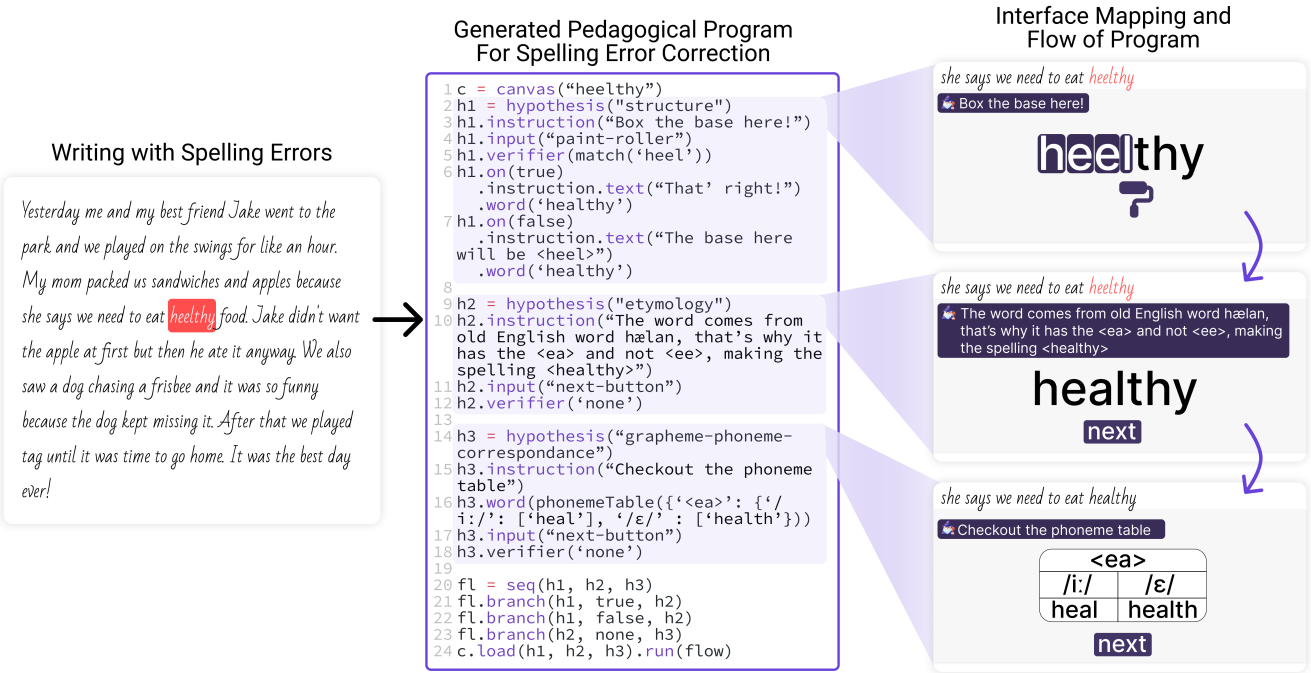 Writing with Spelling Errors
Yesterday me and my best friend Jake went to the
park and we played on the swings for like an hour.
My mom packed us sandwiches and apples because
she says we need to eat heelthy food. Jake didn't want
the apple at first but then he ate it anyway. We also
saw a dog chasing a frisbee and it was so funny
because the dog kept missing it. After that we played
tag until it was time to go home. It was the best day
ever!
Generated Pedagogical Program
For Spelling Error Correction
1 c = canvas(“heelthy”)
2 h1 = hypothesis("structure")
3 h1.instruction(“Box the base here!”)
4 h1.input(“paint-roller”)
5 h1.verifier(match(‘heel’))
6 h1.on(true)
.instruction.text(“That’ right!”)
.word(‘healthy’)
7 h1.on(false)
.instruction.text(“The base here
will be <heel>”)
.word(‘healthy’)
8
9 h2 = hypothesis("etymology”)
10 h2.instruction(“The word comes from
old English word hælan, that’s why it
has the <ea> and not <ee>, making the
spelling <healthy>”)
11 h2.input(“next-button”)
12 h2.verifier(‘none’)
13
14 h3 = hypothesis(“grapheme-phoneme-
correspondance”)
15 h3.instruction(“Checkout the phoneme
table”)
16 h3.word(phonemeTable({‘<ea>’: {‘/
i:/’: [‘heal’], ‘/ɛ/’ : [‘health’}))
17 h3.input(“next-button”)
18 h3.verifier(‘none’)
19
20 fl = seq(h1, h2, h3)
21 fl.branch(h1, true, h2)
22 fl.branch(h1, false, h2)
23 fl.branch(h2, none, h3)
24 c.load(h1, h2, h3).run(flow)
Interface Mapping and
Flow of Program
she says we need to eat heelthy
Box the base here!
heelthy
she says we need to eat heelthy
The word comes from old English word hælan,
that’s why it has the <ea> and not <ee>, making
the spelling <healthy>
healthy
next
she says we need to eat healthy
Checkout the phoneme table
<ea>
/i:/ /ɛ/
heal health
next